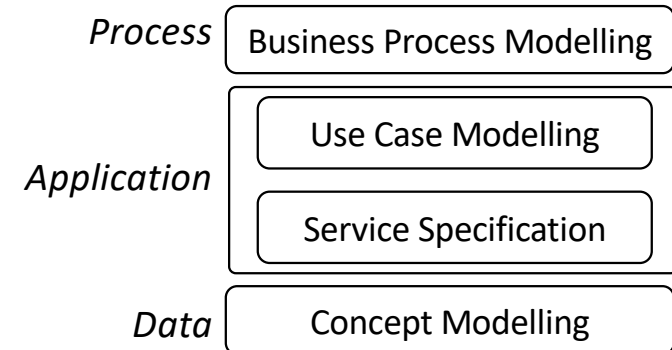 Process
Business Process Modelling
Application
Use Case Modelling
Service Specification
Data
Concept Modelling